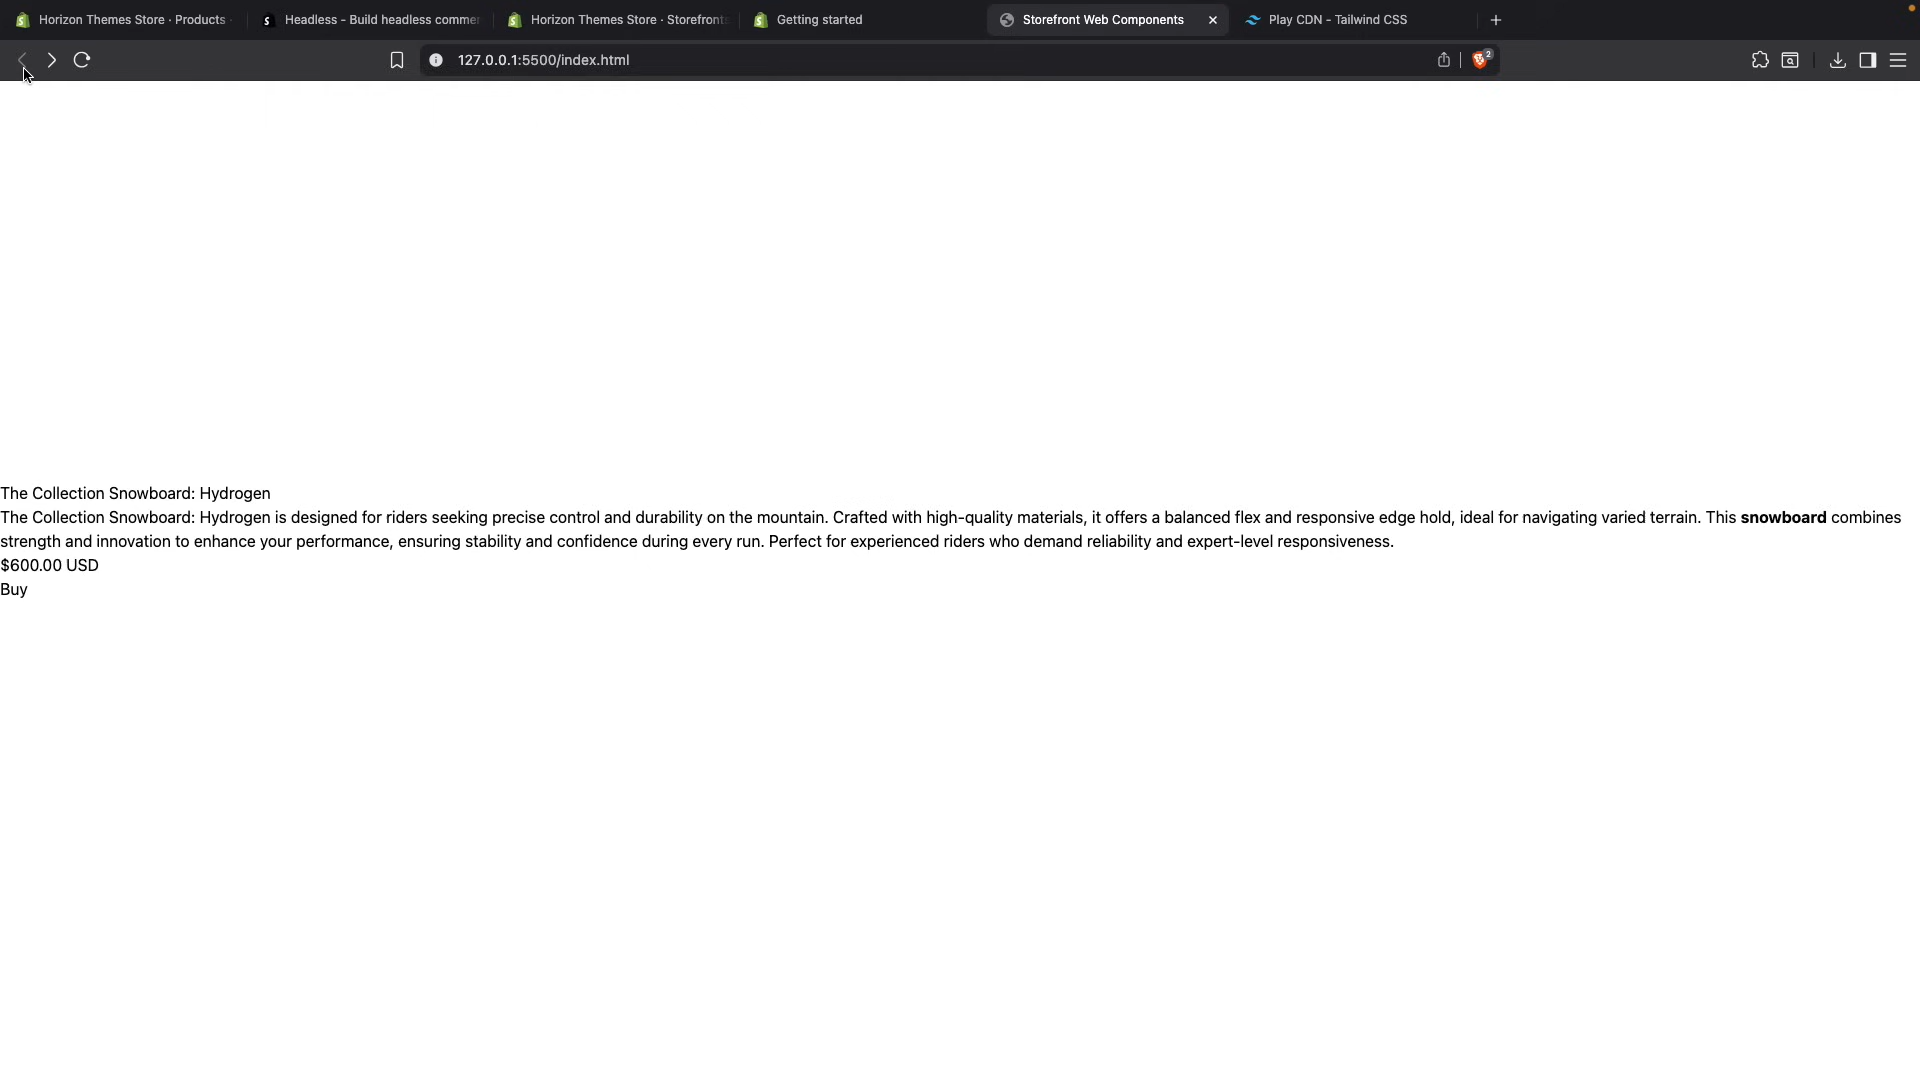 Horizon Themes Store · Products ·
Headless - Build headless commer
Horizon Themes Store · Storefront
Getting started
Storefront Web Components
Play CDN - Tailwind CSS
127.0.0.1:5500/index.html
2
The Collection Snowboard: Hydrogen
The Collection Snowboard: Hydrogen is designed for riders seeking precise control and durability on the mountain. Crafted with high-quality materials, it offers a balanced flex and responsive edge hold, ideal for navigating varied terrain. This snowboard combines
strength and innovation to enhance your performance, ensuring stability and confidence during every run. Perfect for experienced riders who demand reliability and expert-level responsiveness.
$600.00 USD
Buy